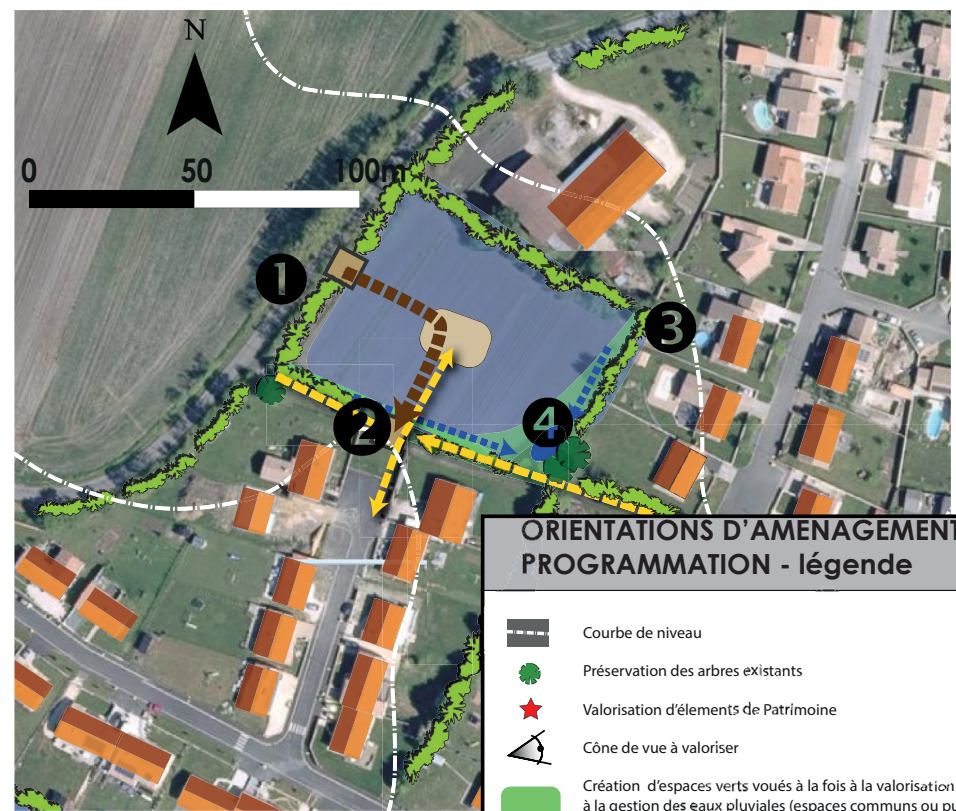 N
0 50 100m
1
3
2
4
ORIENTATIONS D'AMENAGEMENT
PROGRAMMATION - légende
Courbe de niveau
Préservation des arbres existants
Valorisation d'élements de Patrimoine
Cône de vue à valoriser
Création d'espaces verts voués à la fois à la valorisation
à la gestion des eaux pluviales (espaces communs ou pu